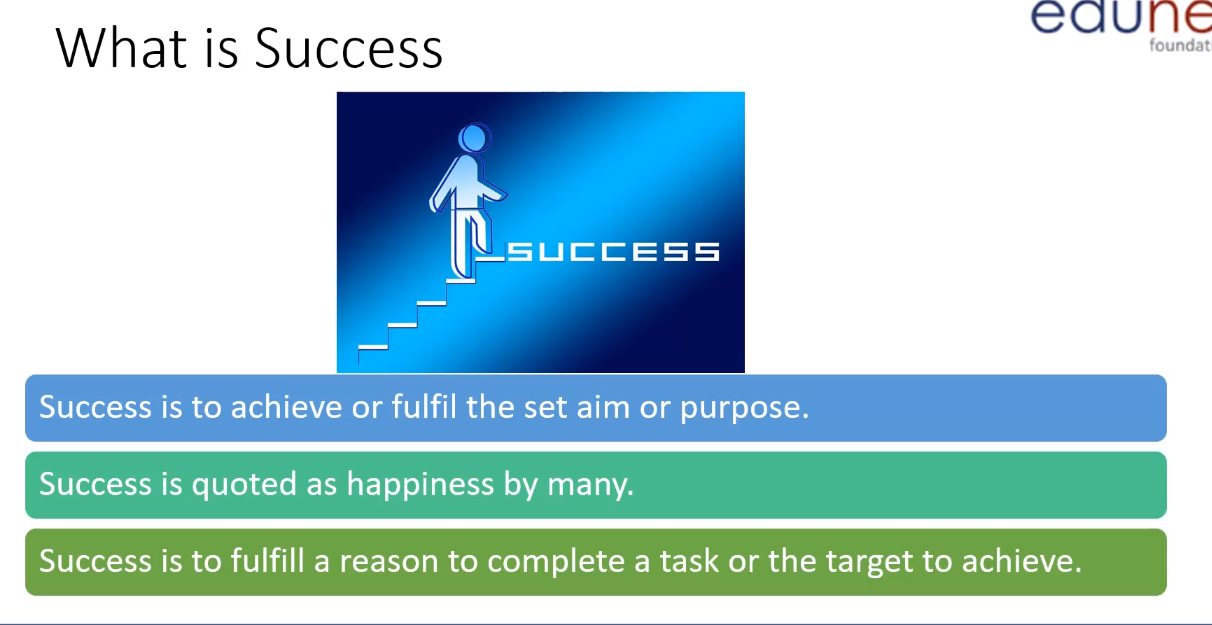 What is Success
edune
foundati
SUCCESS
Success is to achieve or fulfil the set aim or purpose.
Success is quoted as happiness by many.
Success is to fulfill a reason to complete a task or the target to achieve.